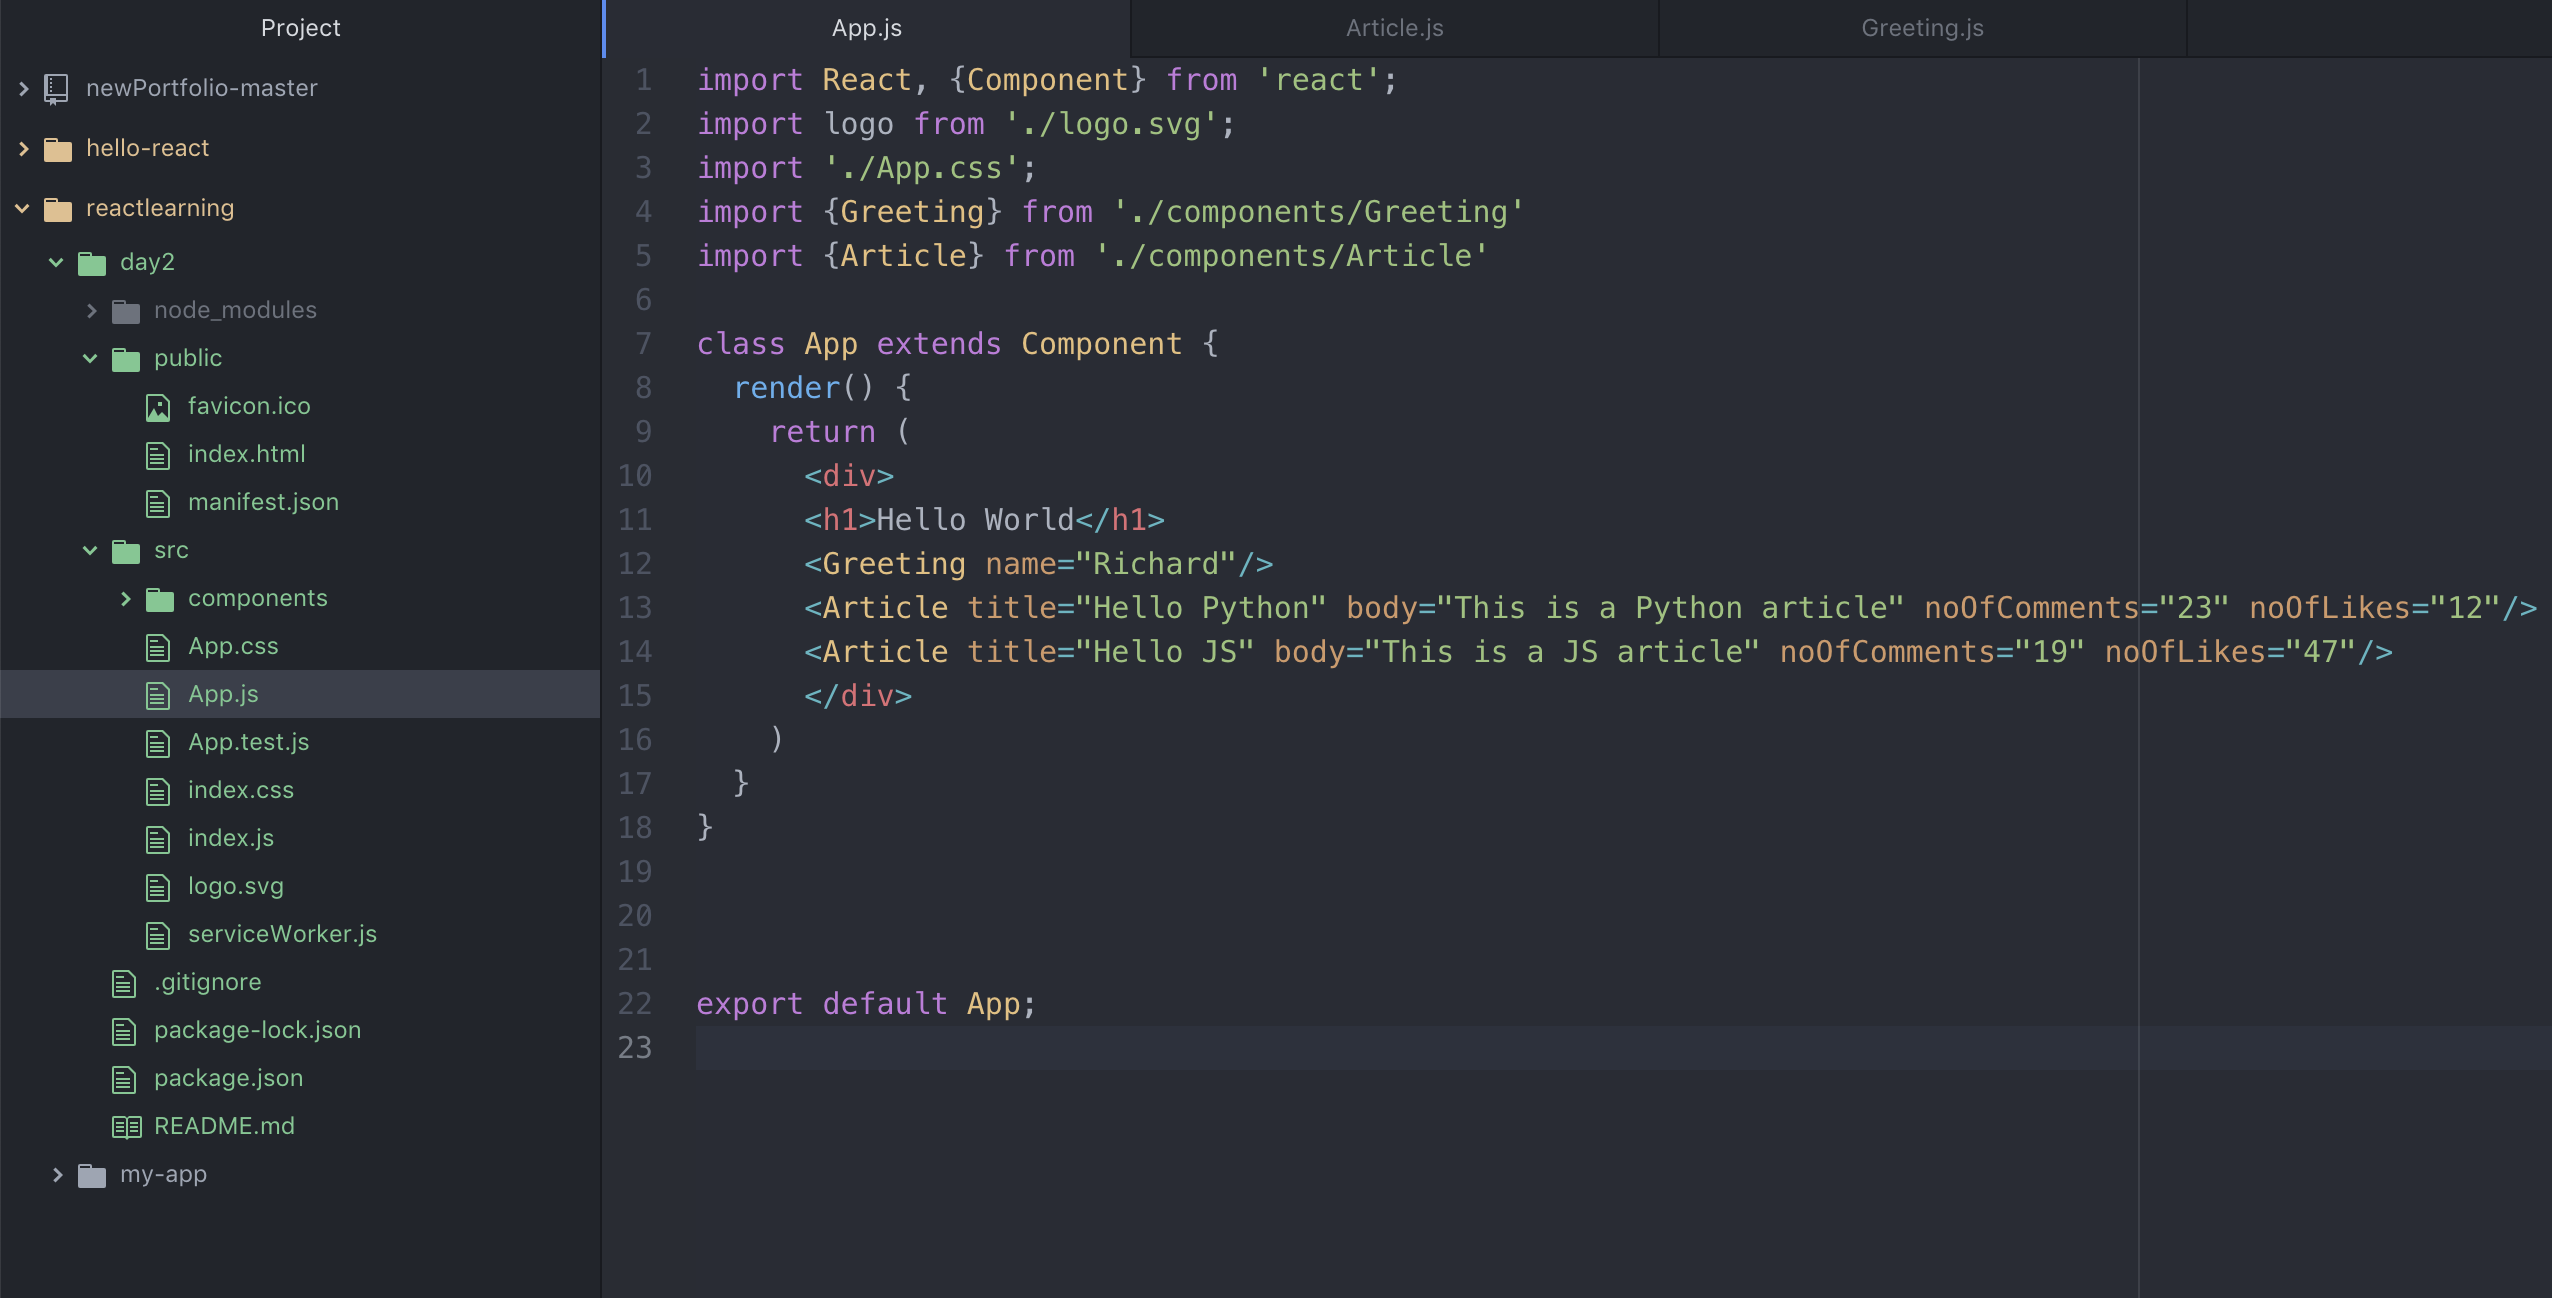 Project
newPortfolio-master
hello-react
reactlearning
day2
node_modules
public
favicon.ico
index.html
manifest.json
src
components
App.css
App.js
App.test.js
index.css
index.js
logo.svg
serviceWorker.js
.gitignore
package-lock.json
package.json
README.md
my-app
App.js Article.js Greeting.js
1 import React, {Component} from 'react';
2 import logo from './logo.svg';
3 import './App.css';
4 import {Greeting} from './components/Greeting'
5 import {Article} from './components/Article'
6
7 class App extends Component {
8   render() {
9     return (
10       <div>
11       <h1>Hello World</h1>
12       <Greeting name="Richard"/>
13       <Article title="Hello Python" body="This is a Python article" noOfComments="23" noOfLikes="12"/>
14       <Article title="Hello JS" body="This is a JS article" noOfComments="19" noOfLikes="47"/>
15       </div>
16     )
17   }
18 }
19
20
21
22 export default App;
23